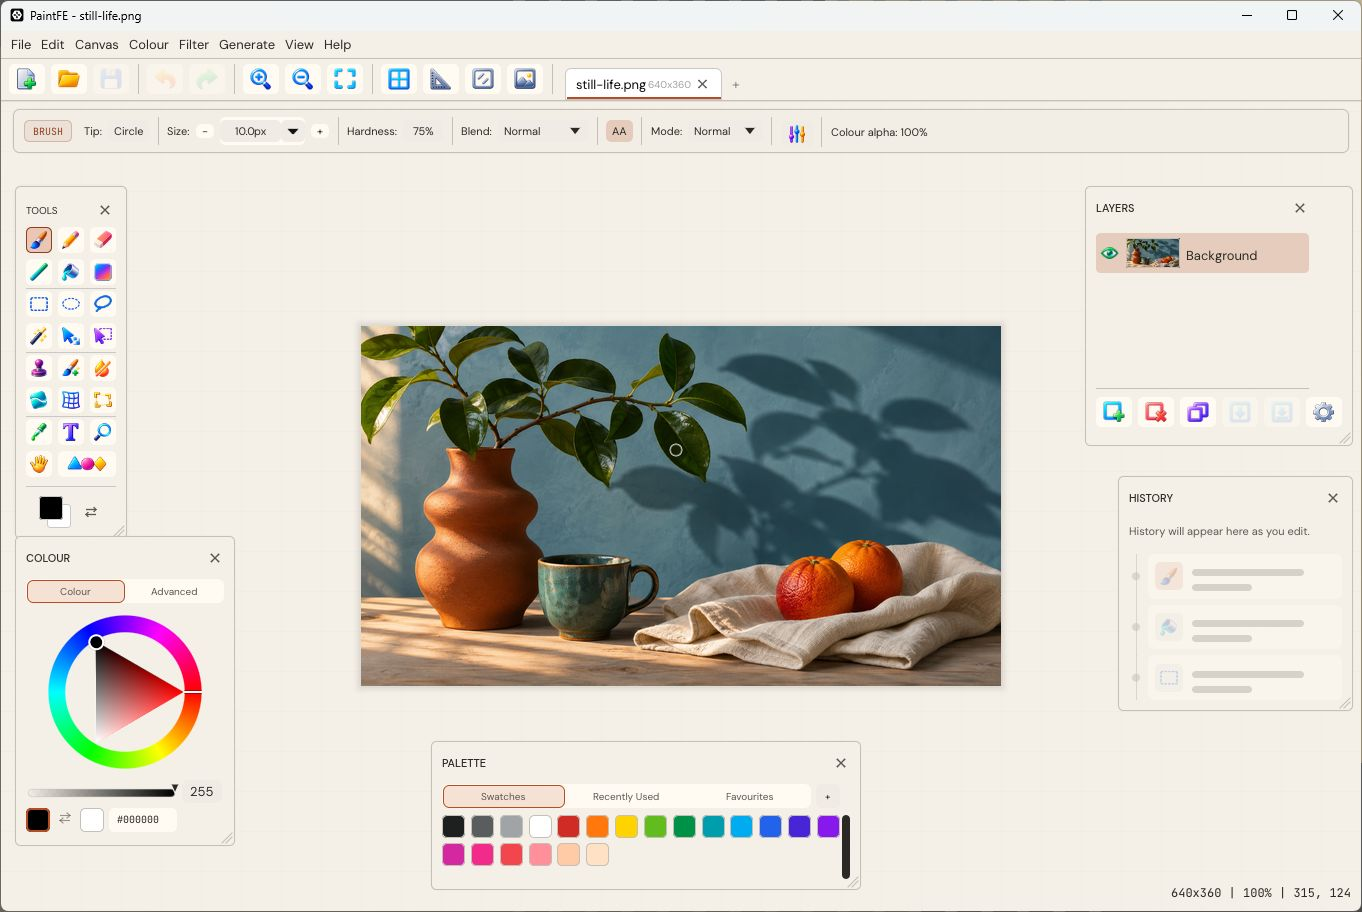 PaintFE - still-life.png
File Edit Canvas Colour Filter Generate View Help
still-life.png 640x360 +
BRUSH Tip: Circle Size: - 10.0px + Hardness: 75% Blend: Normal AA Mode: Normal Colour alpha: 100%
TOOLS
T
LAYERS
Background
HISTORY
History will appear here as you edit.
COLOUR
Colour Advanced
255
#000000
PALETTE
Swatches Recently Used Favourites +
640x360 | 100% | 315, 124